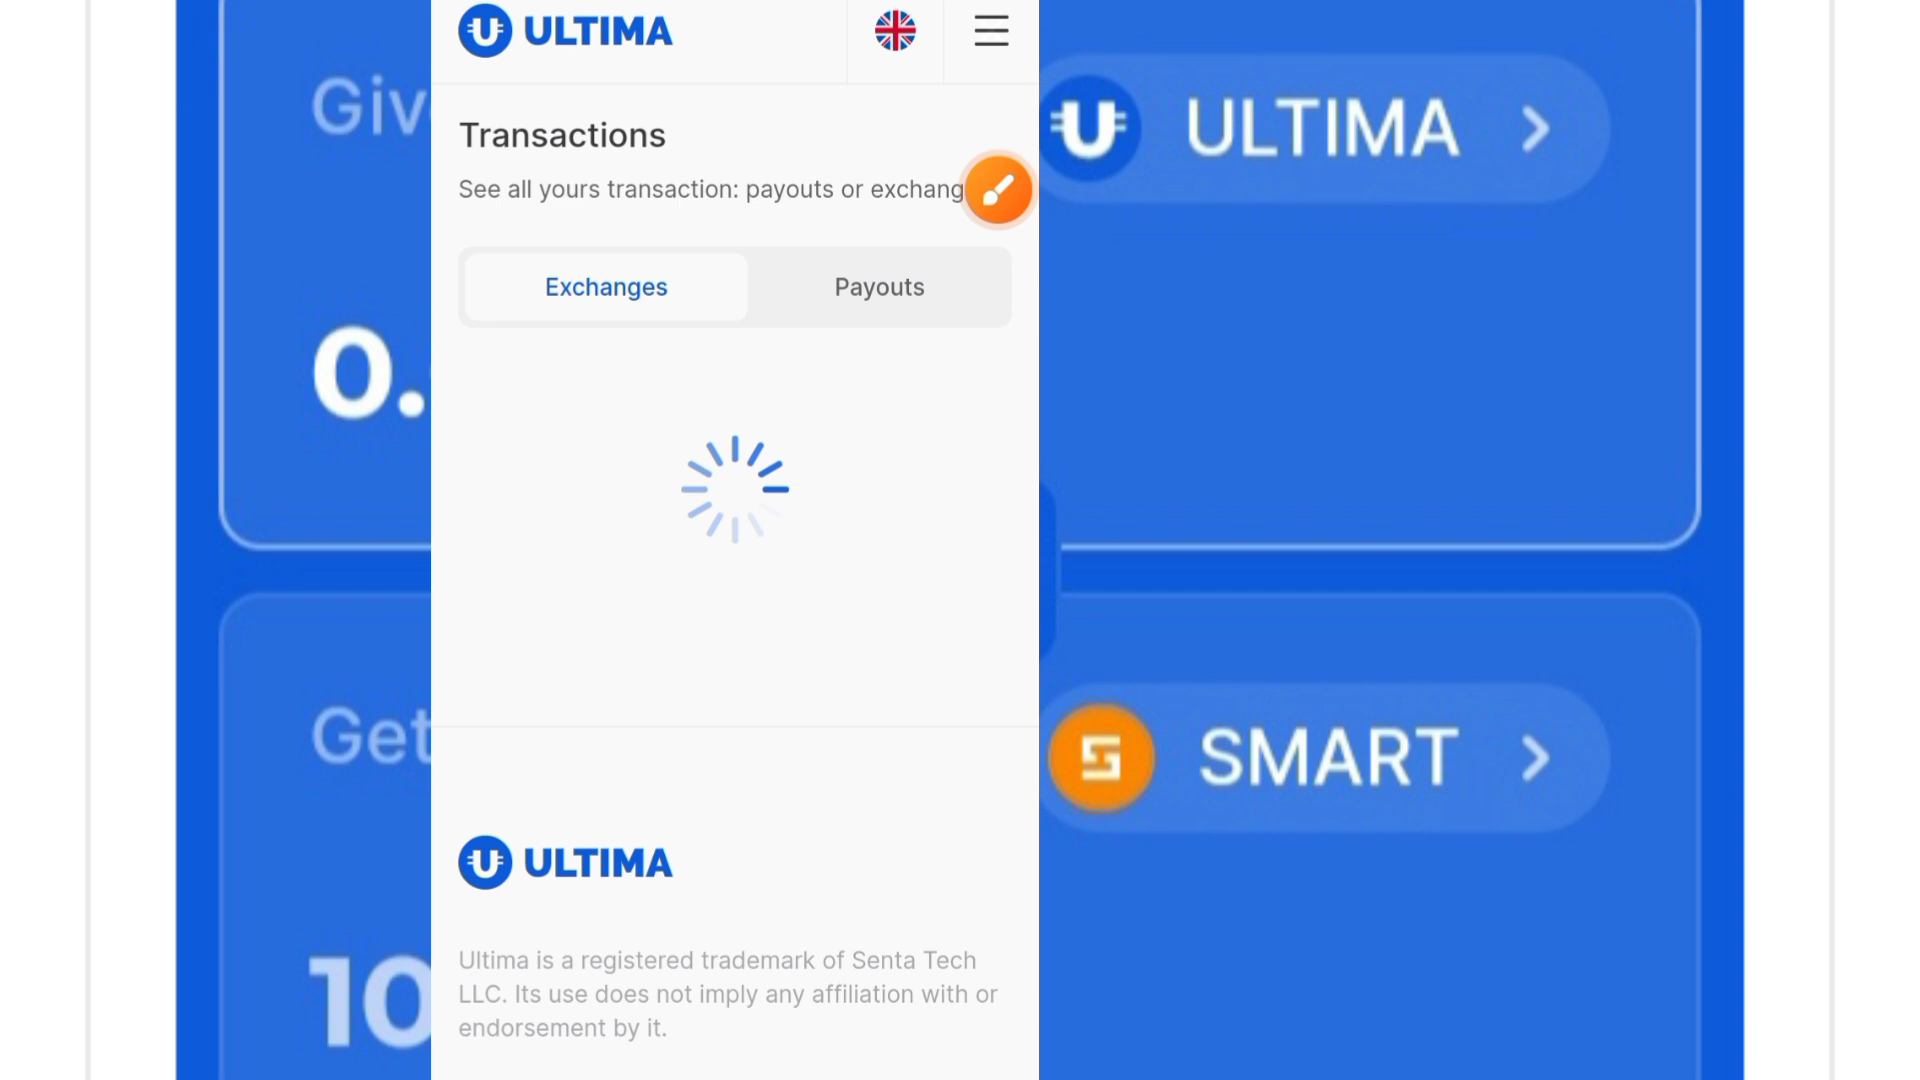 ULTIMA
Transactions
See all yours transaction: payouts or exchang
Exchanges
Payouts
ULTIMA
Ultima is a registered trademark of Senta Tech
LLC. Its use does not imply any affiliation with or
endorsement by it.
Giv
ULTIMA
0.
Get
SMART
10